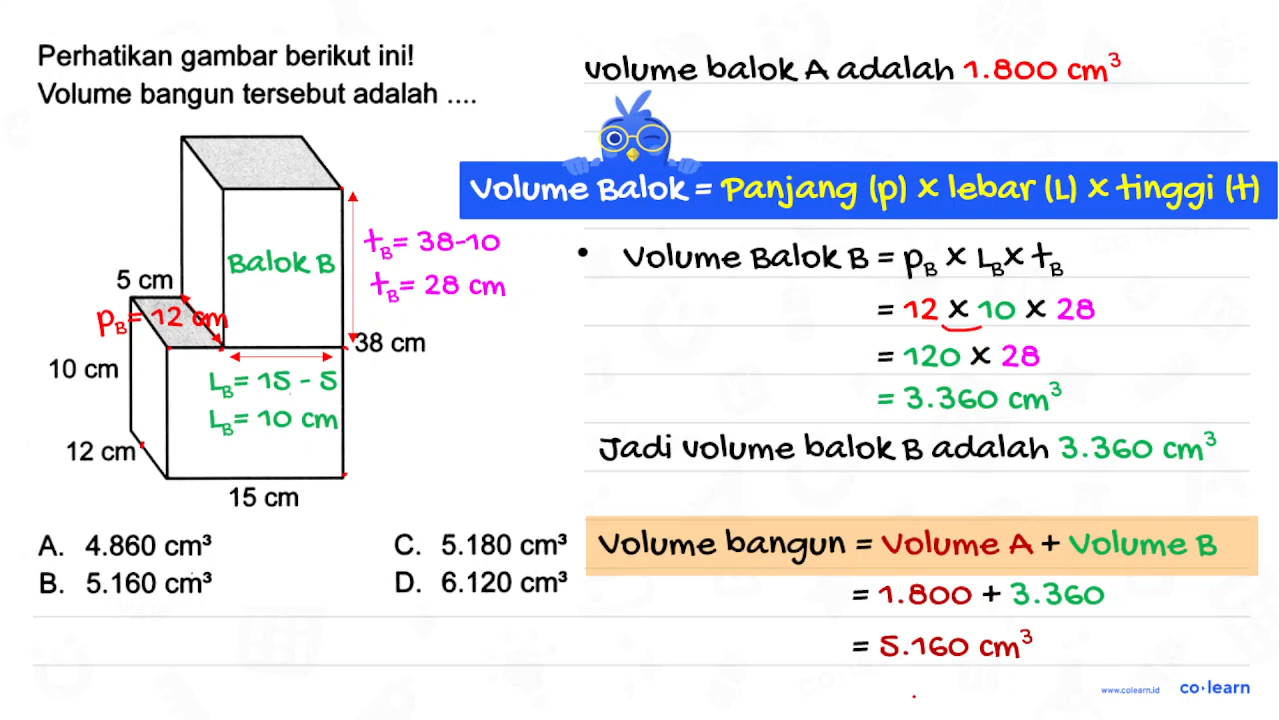 Perhatikan gambar berikut ini!
Volume bangun tersebut adalah ....
5 cm
10 cm
12 cm
15 cm
38 cm
Balok B
t_B = 38-10
t_B = 28 cm
p_B = 12 cm
L_B = 15 - 5
L_B = 10 cm
A. 4.860 cm³
B. 5.160 cm³
C. 5.180 cm³
D. 6.120 cm³
Volume balok A adalah 1.800 cm³
Volume Balok = Panjang (p) x lebar (L) x tinggi (t)
• Volume Balok B = p_B x L_B x t_B
= 12 x 10 x 28
= 120 x 28
= 3.360 cm³
Jadi volume balok B adalah 3.360 cm³
Volume bangun = Volume A + Volume B
= 1.800 + 3.360
= 5.160 cm³
www.colearn.id co·learn